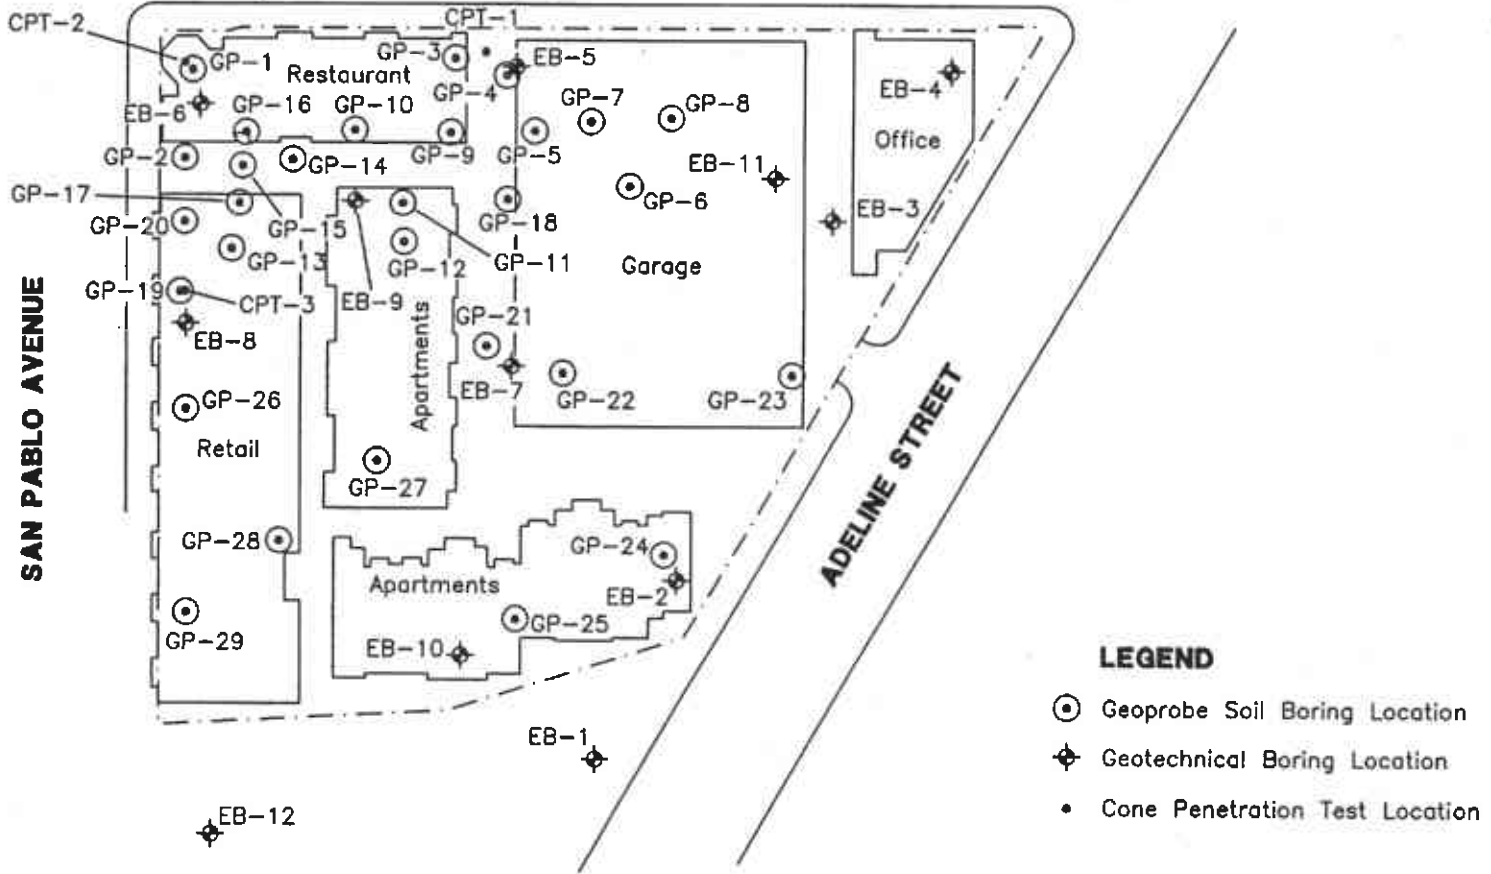 CPT-2
CPT-1
GP-1
GP-3
EB-5
Restaurant
GP-4
EB-4
EB-6
GP-16
GP-10
GP-7
GP-8
Office
GP-2
GP-14
GP-9
GP-5
EB-11
GP-17
GP-6
EB-3
GP-20
GP-15
GP-18
GP-13
GP-12
GP-11
Garage
GP-19
CPT-3
EB-9
GP-21
EB-8
Apartments
EB-7
GP-22
GP-23
GP-26
Retail
GP-27
SAN PABLO AVENUE
ADELINE STREET
GP-28
GP-24
Apartments
EB-2
GP-25
GP-29
EB-10
EB-1
EB-12
LEGEND
Geoprobe Soil Boring Location
Geotechnical Boring Location
Cone Penetration Test Location